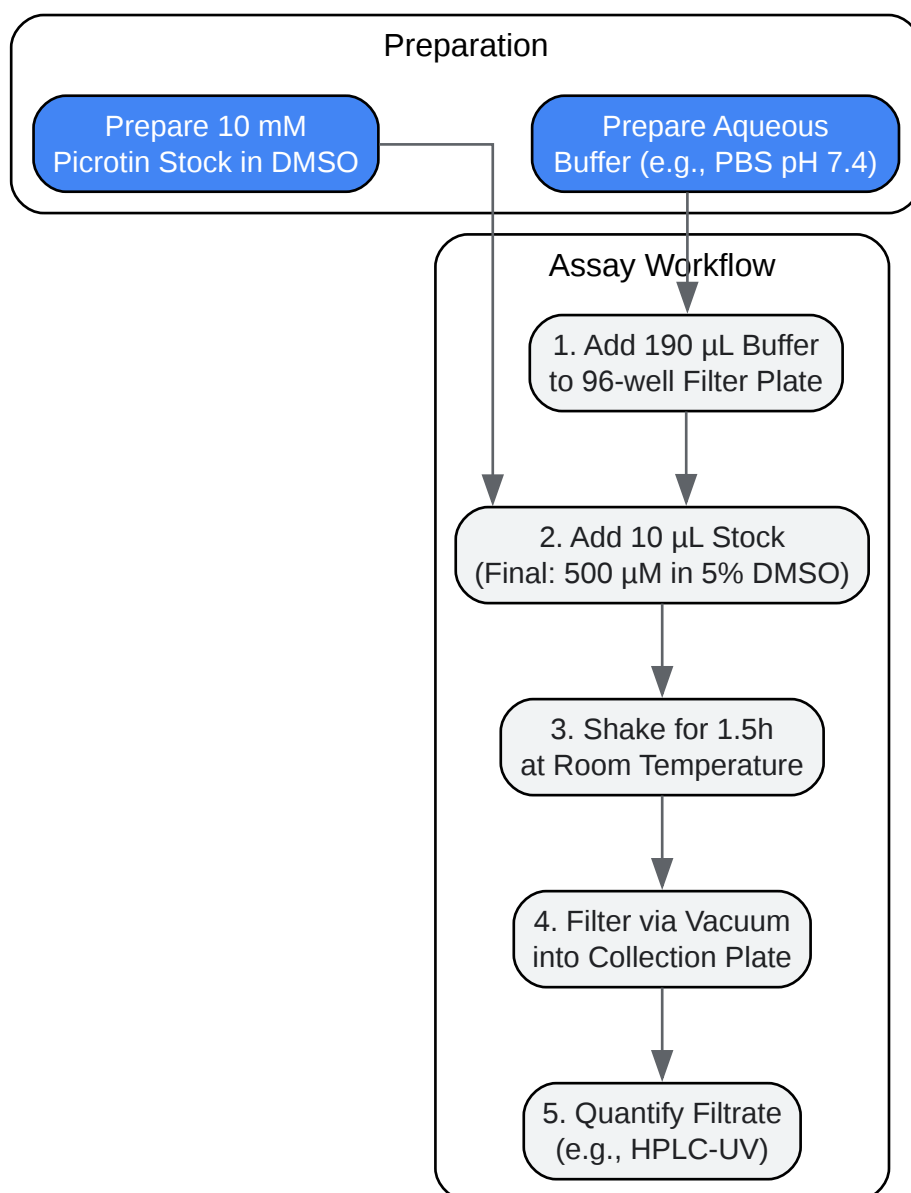 Preparation
Prepare 10 mM
Picrotin Stock in DMSO
Prepare Aqueous
Buffer (e.g., PBS pH 7.4)
Assay Workflow
1. Add 190 µL Buffer
to 96-well Filter Plate
2. Add 10 µL Stock
(Final: 500 µM in 5% DMSO)
3. Shake for 1.5h
at Room Temperature
4. Filter via Vacuum
into Collection Plate
5. Quantify Filtrate
(e.g., HPLC-UV)